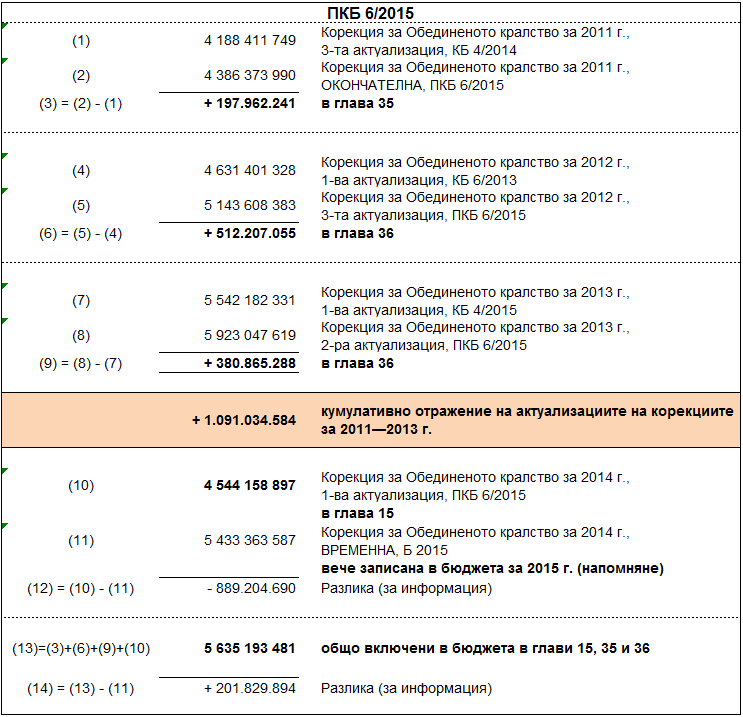 ПКБ 6/2015
(1) 4 188 411 749 Корекция за Обединеното кралство за 2011 г.,
3-та актуализация, КБ 4/2014
(2) 4 386 373 990 Корекция за Обединеното кралство за 2011 г.,
ОКОНЧАТЕЛНА, ПКБ 6/2015
(3) = (2) - (1) + 197.962.241 в глава 35
(4) 4 631 401 328 Корекция за Обединеното кралство за 2012 г.,
1-ва актуализация, КБ 6/2013
(5) 5 143 608 383 Корекция за Обединеното кралство за 2012 г.,
3-та актуализация, ПКБ 6/2015
(6) = (5) - (4) + 512.207.055 в глава 36
(7) 5 542 182 331 Корекция за Обединеното кралство за 2013 г.,
1-ва актуализация, КБ 4/2015
(8) 5 923 047 619 Корекция за Обединеното кралство за 2013 г.,
2-ра актуализация, ПКБ 6/2015
(9) = (8) - (7) + 380.865.288 в глава 36
+ 1.091.034.584 кумулативно отражение на актуализациите на корекциите
за 2011—2013 г.
(10) 4 544 158 897 Корекция за Обединеното кралство за 2014 г.,
1-ва актуализация, ПКБ 6/2015
в глава 15
(11) 5 433 363 587 Корекция за Обединеното кралство за 2014 г.,
ВРЕМЕННА, Б 2015
вече записана в бюджета за 2015 г. (напомняне)
(12) = (10) - (11) - 889.204.690 Разлика (за информация)
(13)=(3)+(6)+(9)+(10) 5 635 193 481 общо включени в бюджета в глави 15, 35 и 36
(14) = (13) - (11) + 201.829.894 Разлика (за информация)